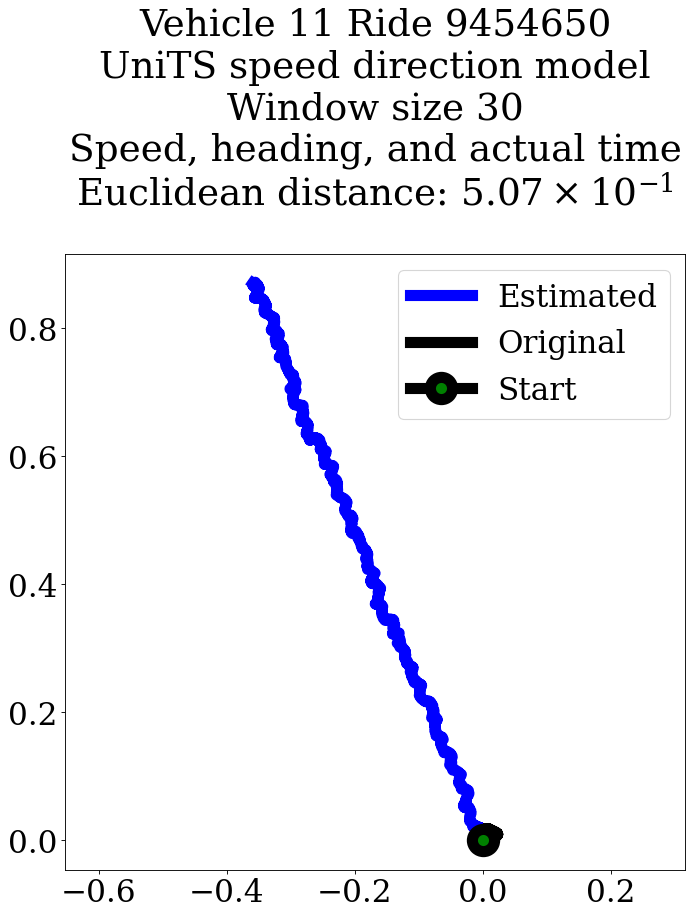 Vehicle 11 Ride 9454650
UniTS speed direction model
Window size 30
Speed, heading, and actual time
Euclidean distance: 5.07 × 10⁻¹
Estimated
Original
Start
0.8
0.6
0.4
0.2
0.0
−0.6 −0.4 −0.2 0.0 0.2